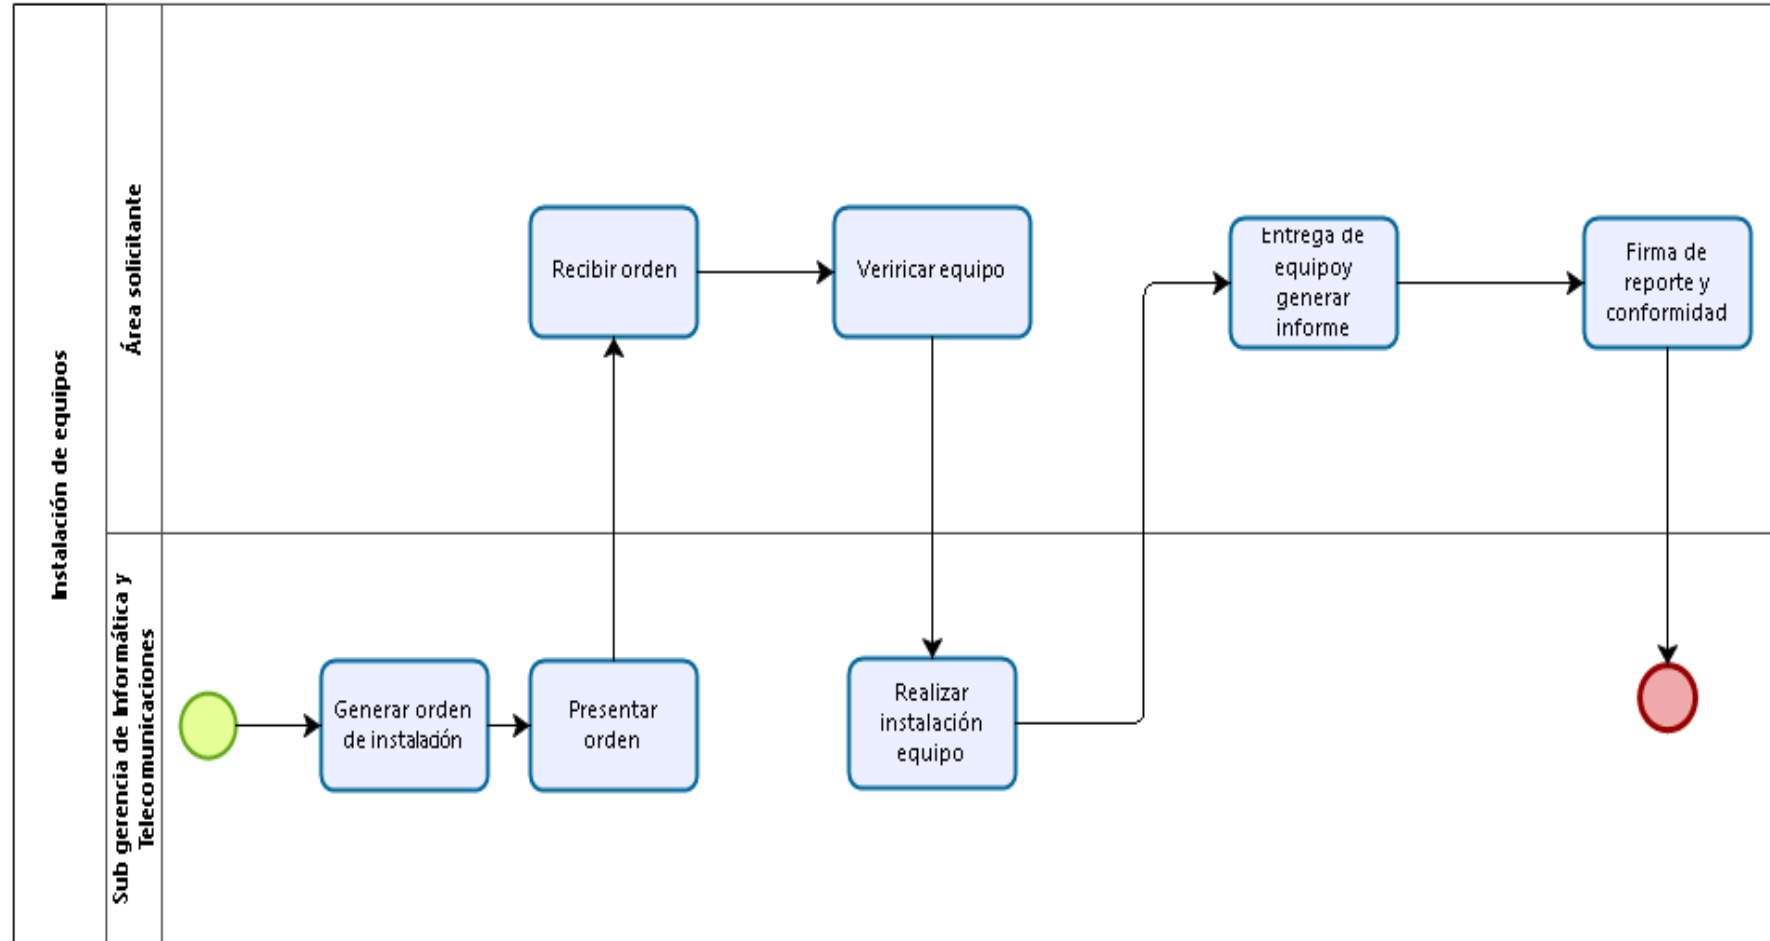 Instalación de equipos
Área solicitante
Recibir orden
Veriricar equipo
Entrega de
equipoy
generar
informe
Firma de
reporte y
conformidad
Sub gerencia de Informática y
Telecomunicaciones
Generar orden
de instalación
Presentar
orden
Realizar
instalación
equipo